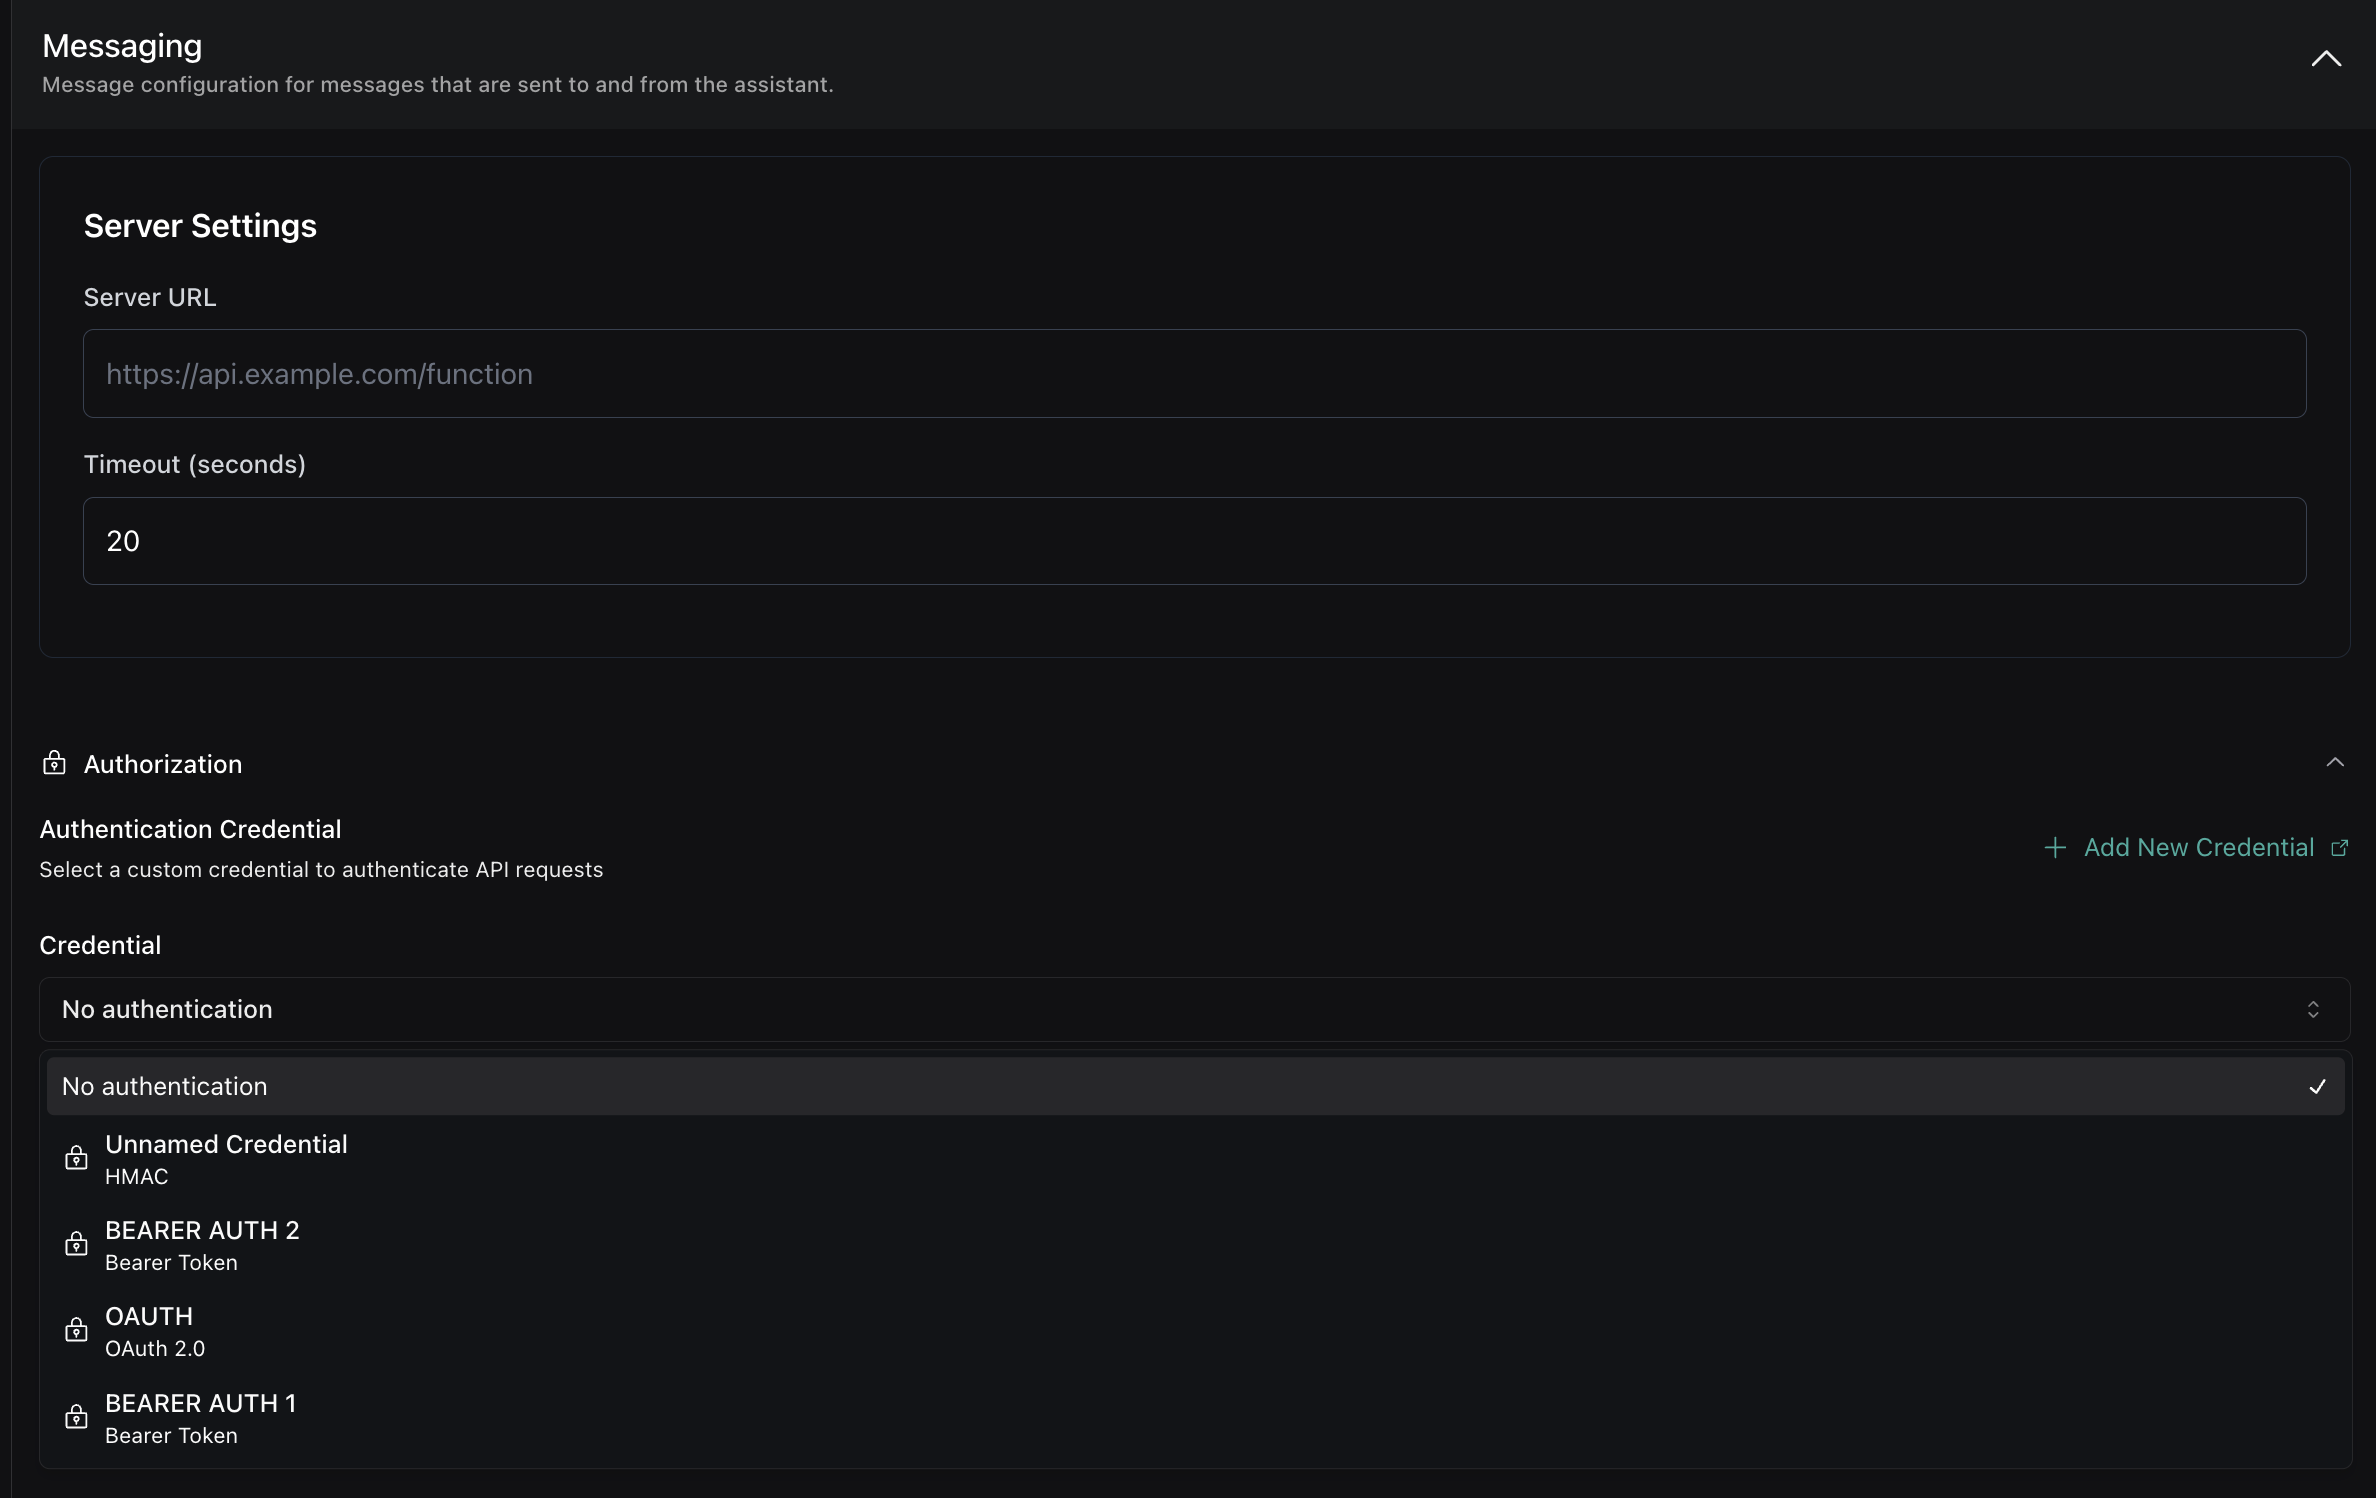 Messaging
Message configuration for messages that are sent to and from the assistant.
Server Settings
Server URL
https://api.example.com/function
Timeout (seconds)
20
Authorization
Authentication Credential
Select a custom credential to authenticate API requests
Add New Credential
Credential
No authentication
No authentication
Unnamed Credential
HMAC
BEARER AUTH 2
Bearer Token
OAUTH
OAuth 2.0
BEARER AUTH 1
Bearer Token